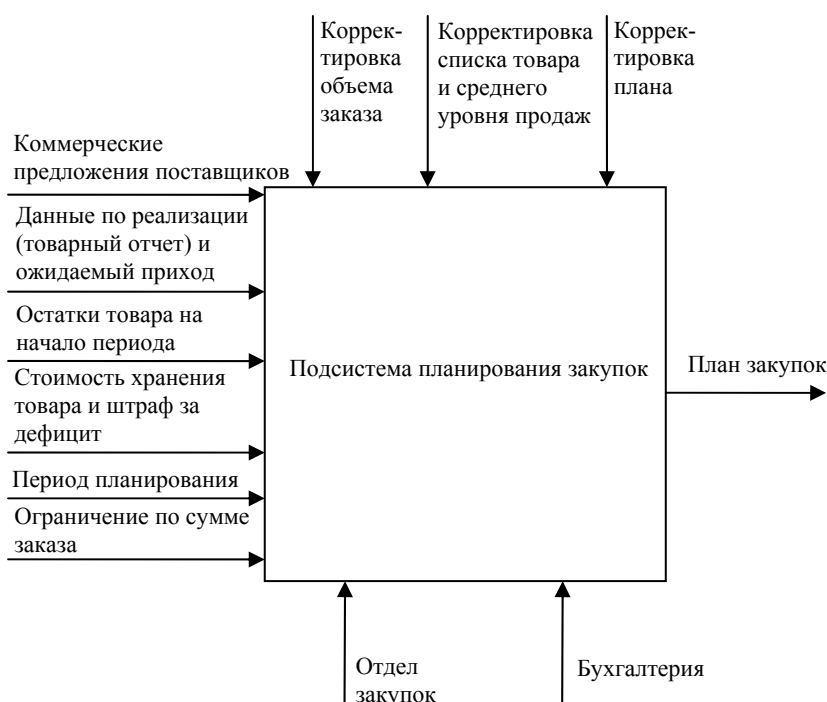 Коррек-
тировка
объема
заказа
Корректировка
списка товара
и среднего
уровня продаж
Коррек-
тировка
плана
Коммерческие
предложения поставщиков
Данные по реализации
(товарный отчет) и
ожидаемый приход
Остатки товара на
начало периода
Стоимость хранения
товара и штраф за
дефицит
Период планирования
Ограничение по сумме
заказа
Подсистема планирования закупок
План закупок
Отдел
закупок
Бухгалтерия